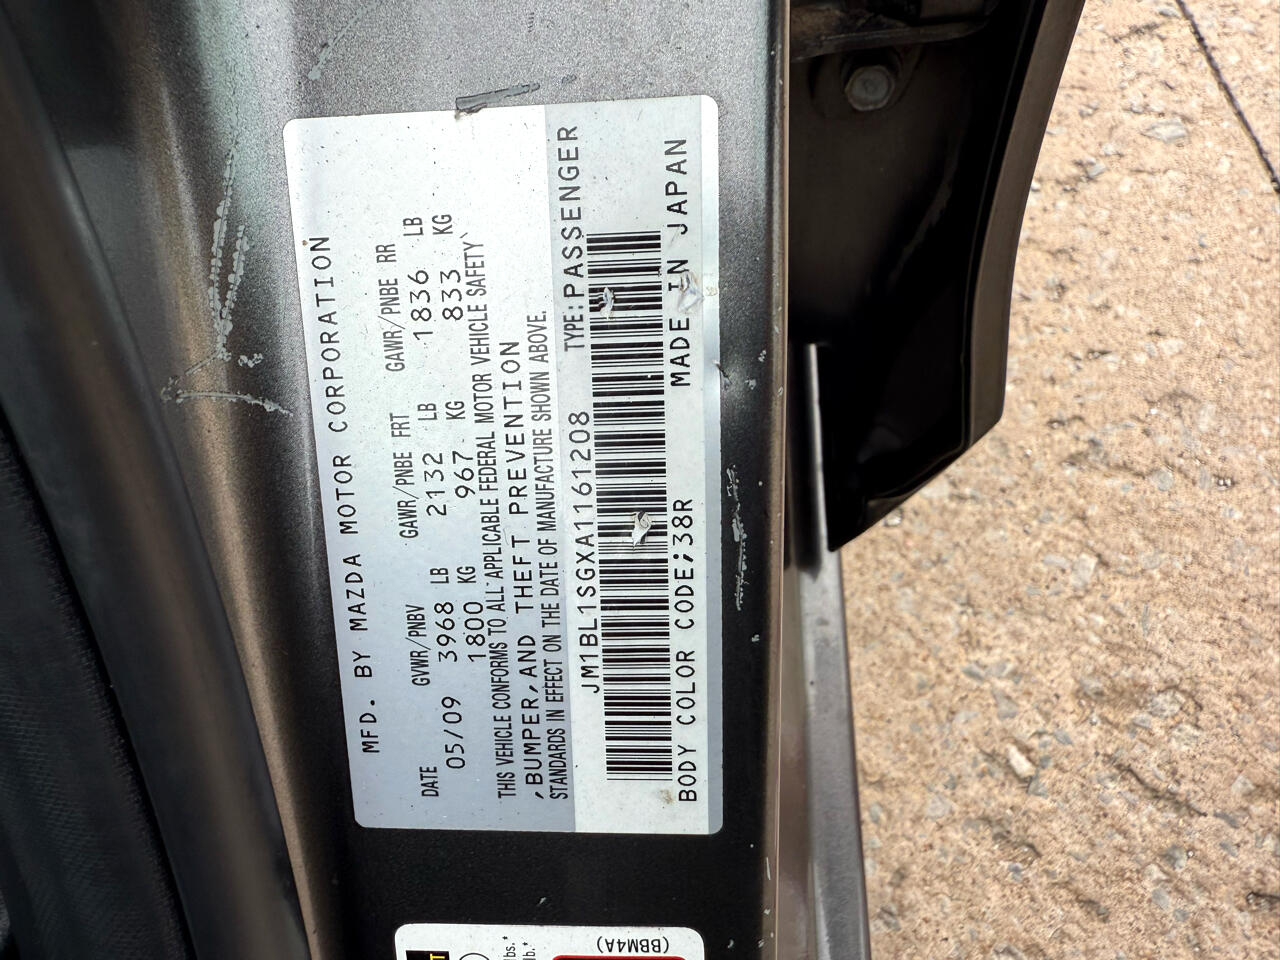 MFD. BY MAZDA MOTOR CORPORATION
DATE GVWR/PNBV GAWR/PNBE FRT GAWR/PNBE RR
05/09 3968 LB 2132 LB 1836 LB
1800 KG 967 KG 833 KG
THIS VEHICLE CONFORMS TO ALL APPLICABLE FEDERAL MOTOR VEHICLE SAFETY
,BUMPER,AND THEFT PREVENTION
STANDARDS IN EFFECT ON THE DATE OF MANUFACTURE SHOWN ABOVE.
JM1BL1SGXA1161208 TYPE:PASSENGER
BODY COLOR CODE;38R MADE IN JAPAN
(BBM4A)